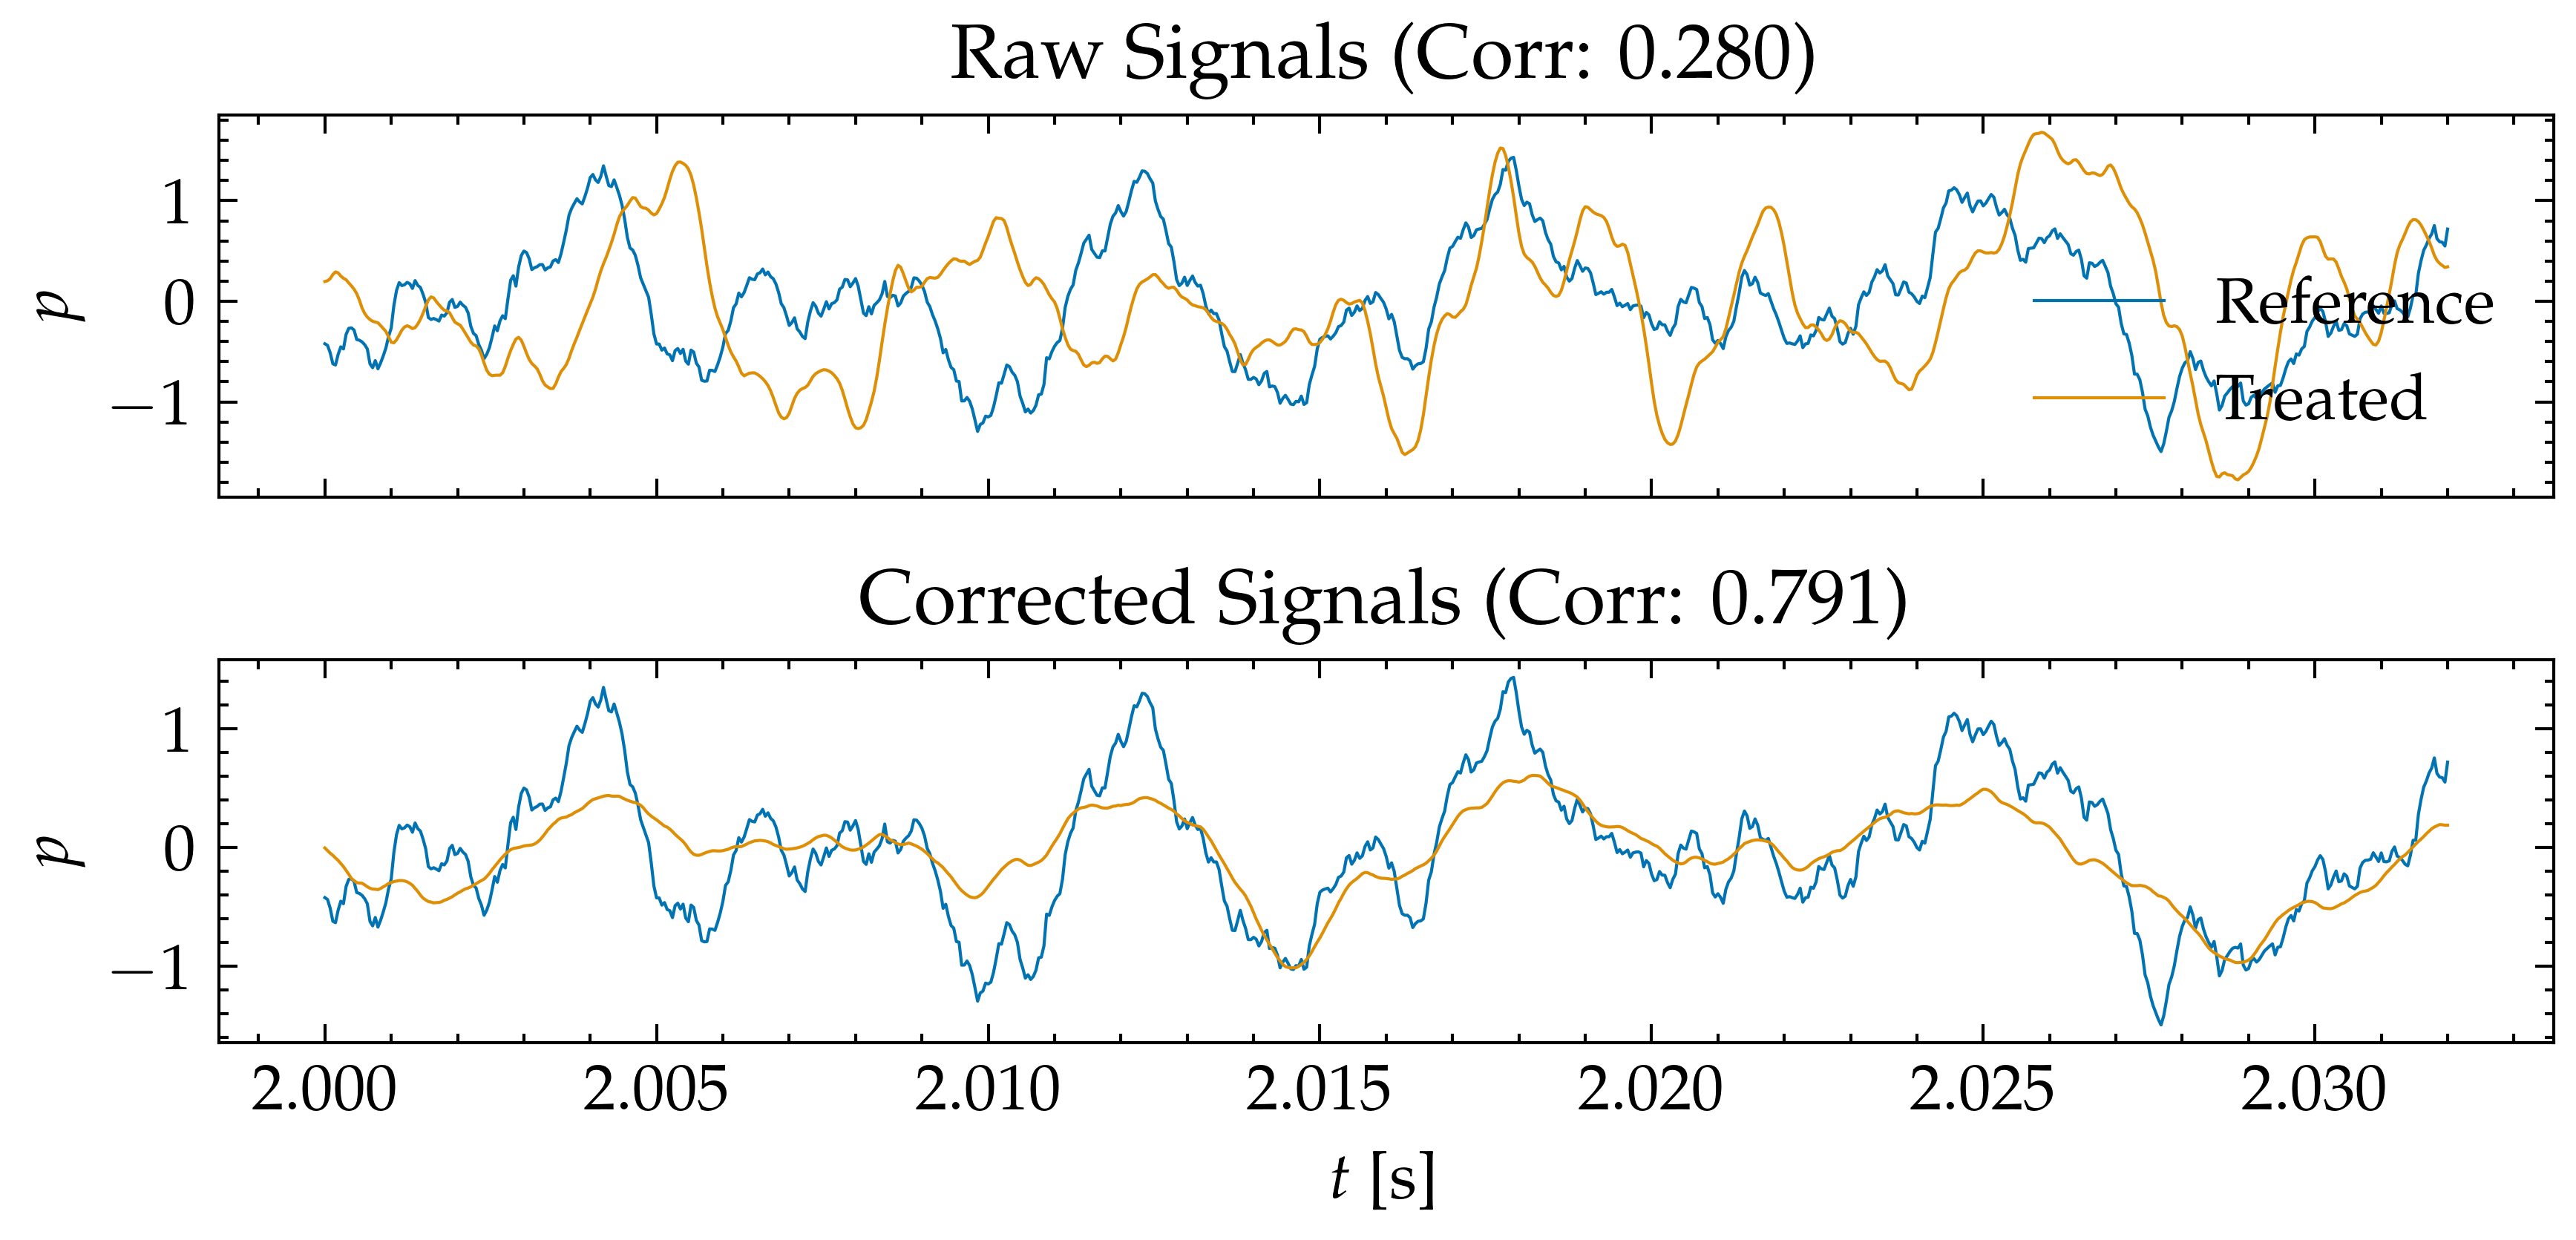 Raw Signals (Corr: 0.280)
1
0
−1
p
Reference
Treated
Corrected Signals (Corr: 0.791)
1
0
−1
p
2.000 2.005 2.010 2.015 2.020 2.025 2.030
t [s]